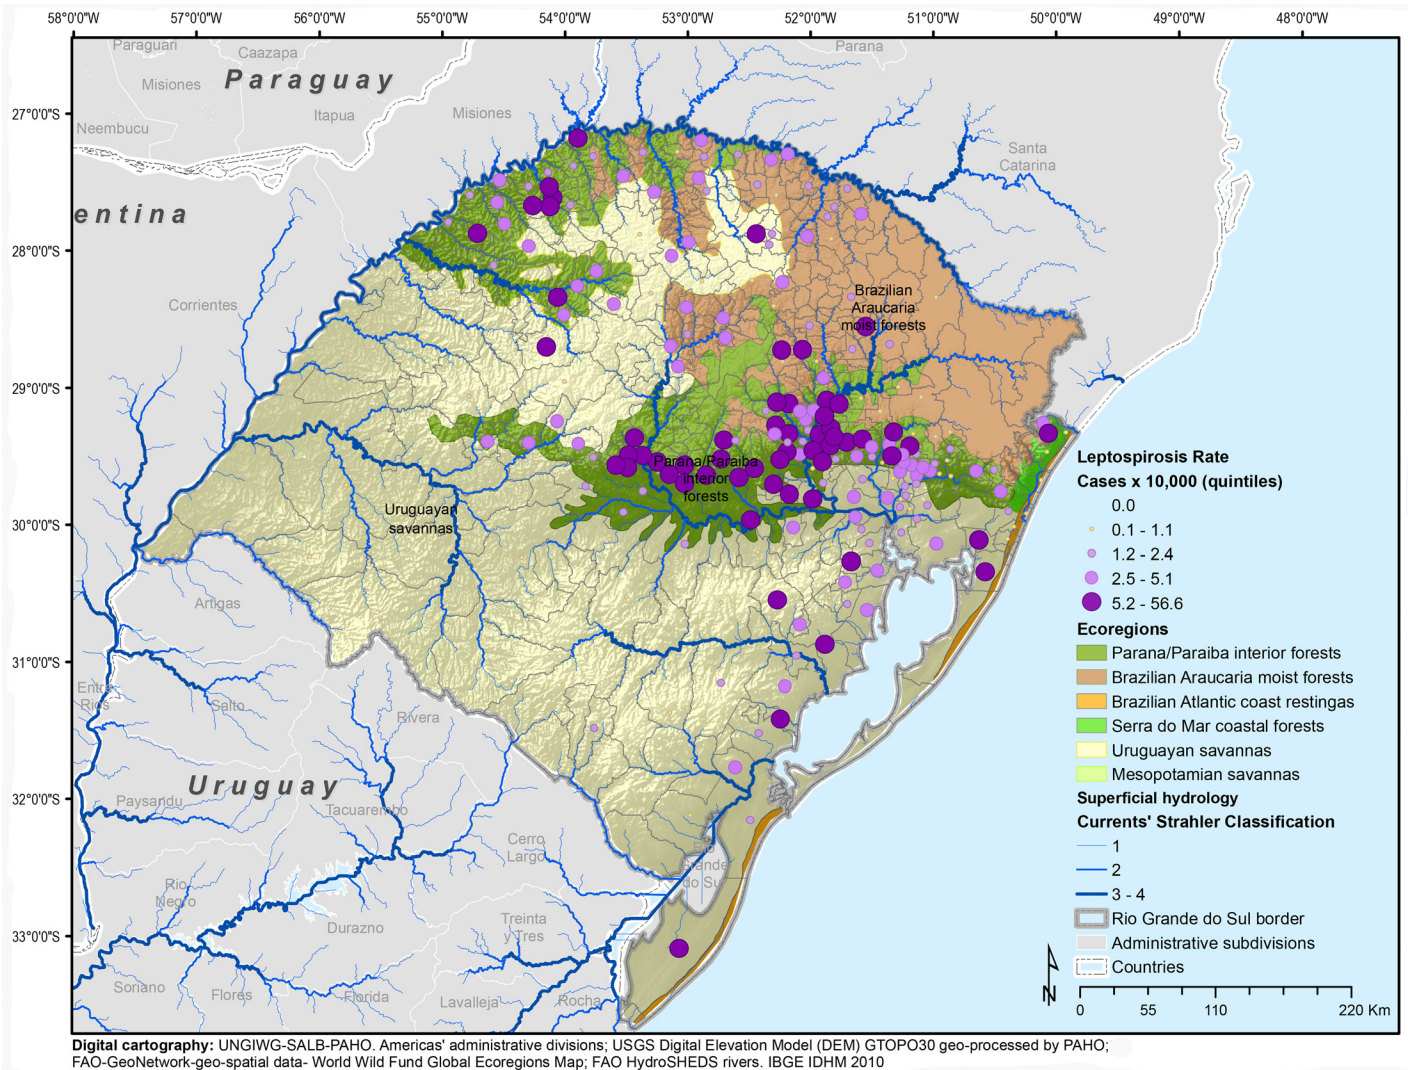 58°0'0"W 57°0'0"W 56°0'0"W 55°0'0"W 54°0'0"W 53°0'0"W 52°0'0"W 51°0'0"W 50°0'0"W 49°0'0"W 48°0'0"W
27°0'0"S
28°0'0"S
29°0'0"S
30°0'0"S
31°0'0"S
32°0'0"S
33°0'0"S
Paraguari
Caazapa
Parana
Paraguay
Misiones
Itapua
Misiones
Neembucu
Santa
Catarina
entina
Corrientes
Brazilian
Araucaria
moist forests
Parana/Paraiba
interior
forests
Uruguayan
savannas
Artigas
Entre
Rios
Salto
Rivera
Uruguay
Paysandu
Tacuarembo
Cerro
Largo
Rio
Grande
do Sul
Rio
Negro
Durazno
Treinta
y Tres
Soriano
Flores
Florida
Lavalleja
Rocha
Leptospirosis Rate
Cases x 10,000 (quintiles)
0.0
0.1 - 1.1
1.2 - 2.4
2.5 - 5.1
5.2 - 56.6
Ecoregions
Parana/Paraiba interior forests
Brazilian Araucaria moist forests
Brazilian Atlantic coast restingas
Serra do Mar coastal forests
Uruguayan savannas
Mesopotamian savannas
Superficial hydrology
Currents' Strahler Classification
1
2
3 - 4
Rio Grande do Sul border
Administrative subdivisions
Countries
N
0 55 110 220 Km
Digital cartography: UNGIWG-SALB-PAHO. Americas' administrative divisions; USGS Digital Elevation Model (DEM) GTOPO30 geo-processed by PAHO;
FAO-GeoNetwork-geo-spatial data- World Wild Fund Global Ecoregions Map; FAO HydroSHEDS rivers. IBGE IDHM 2010